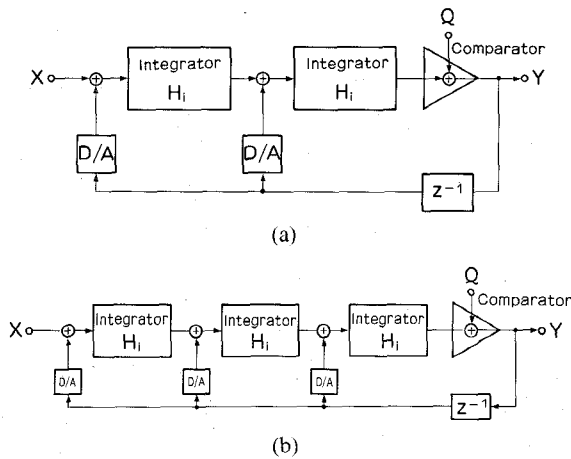 Q
Comparator
X
Integrator
Hi
Integrator
Hi
Y
D/A
D/A
z-1
(a)
Q
Comparator
X
Integrator
Hi
Integrator
Hi
Integrator
Hi
Y
D/A
D/A
D/A
z-1
(b)